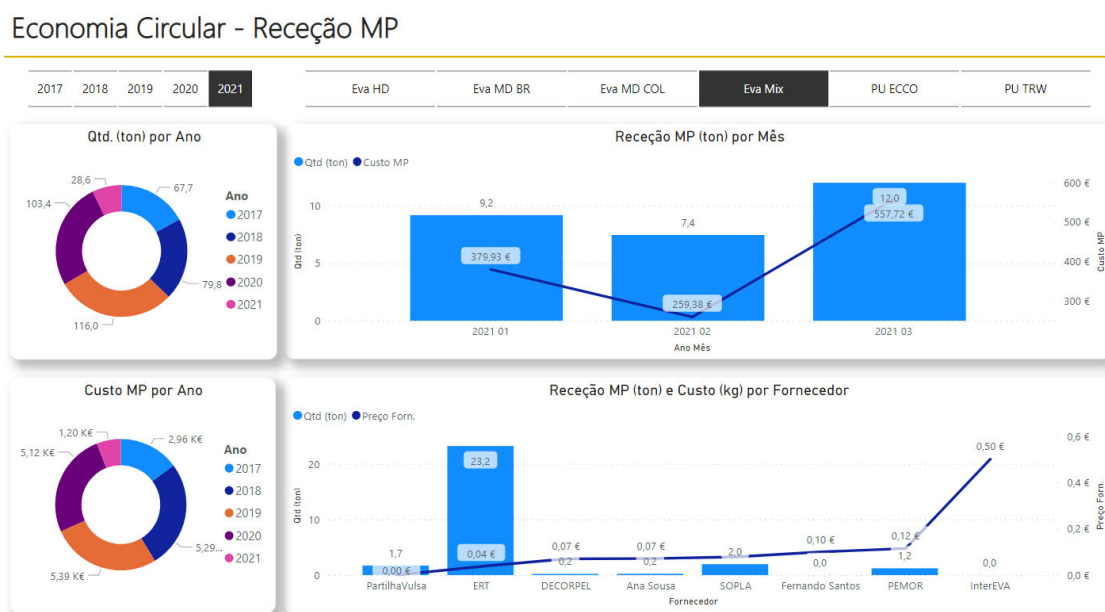 Economia Circular - Receção MP
2017 2018 2019 2020 2021
Eva HD Eva MD BR Eva MD COL Eva Mix PU ECCO PU TRW
Qtd. (ton) por Ano
28,6
67,7
103,4
79,8
116,0
Ano
2017
2018
2019
2020
2021
Receção MP (ton) por Mês
Qtd (ton) Custo MP
Qtd (ton)
10
5
0
9,2
7,4
12,0
379,93 €
259,38 €
557,72 €
600 €
500 €
400 €
300 €
Custo MP
2021 01 2021 02 2021 03
Ano Mês
Custo MP por Ano
1,20 K€
2,96 K€
5,12 K€
5,29...
5,39 K€
Ano
2017
2018
2019
2020
2021
Receção MP (ton) e Custo (kg) por Fornecedor
Qtd (ton) Preço Forn.
Qtd (ton)
20
10
0
1,7
23,2
0,2
0,2
2,0
0,0
1,2
0,0
0,00 €
0,04 €
0,07 €
0,07 €
0,10 €
0,12 €
0,50 €
0,6 €
0,4 €
0,2 €
0,0 €
Preço Forn.
PartilhaVulsa ERT DECORPEL Ana Sousa SOPLA Fernando Santos PEMOR InterEVA
Fornecedor